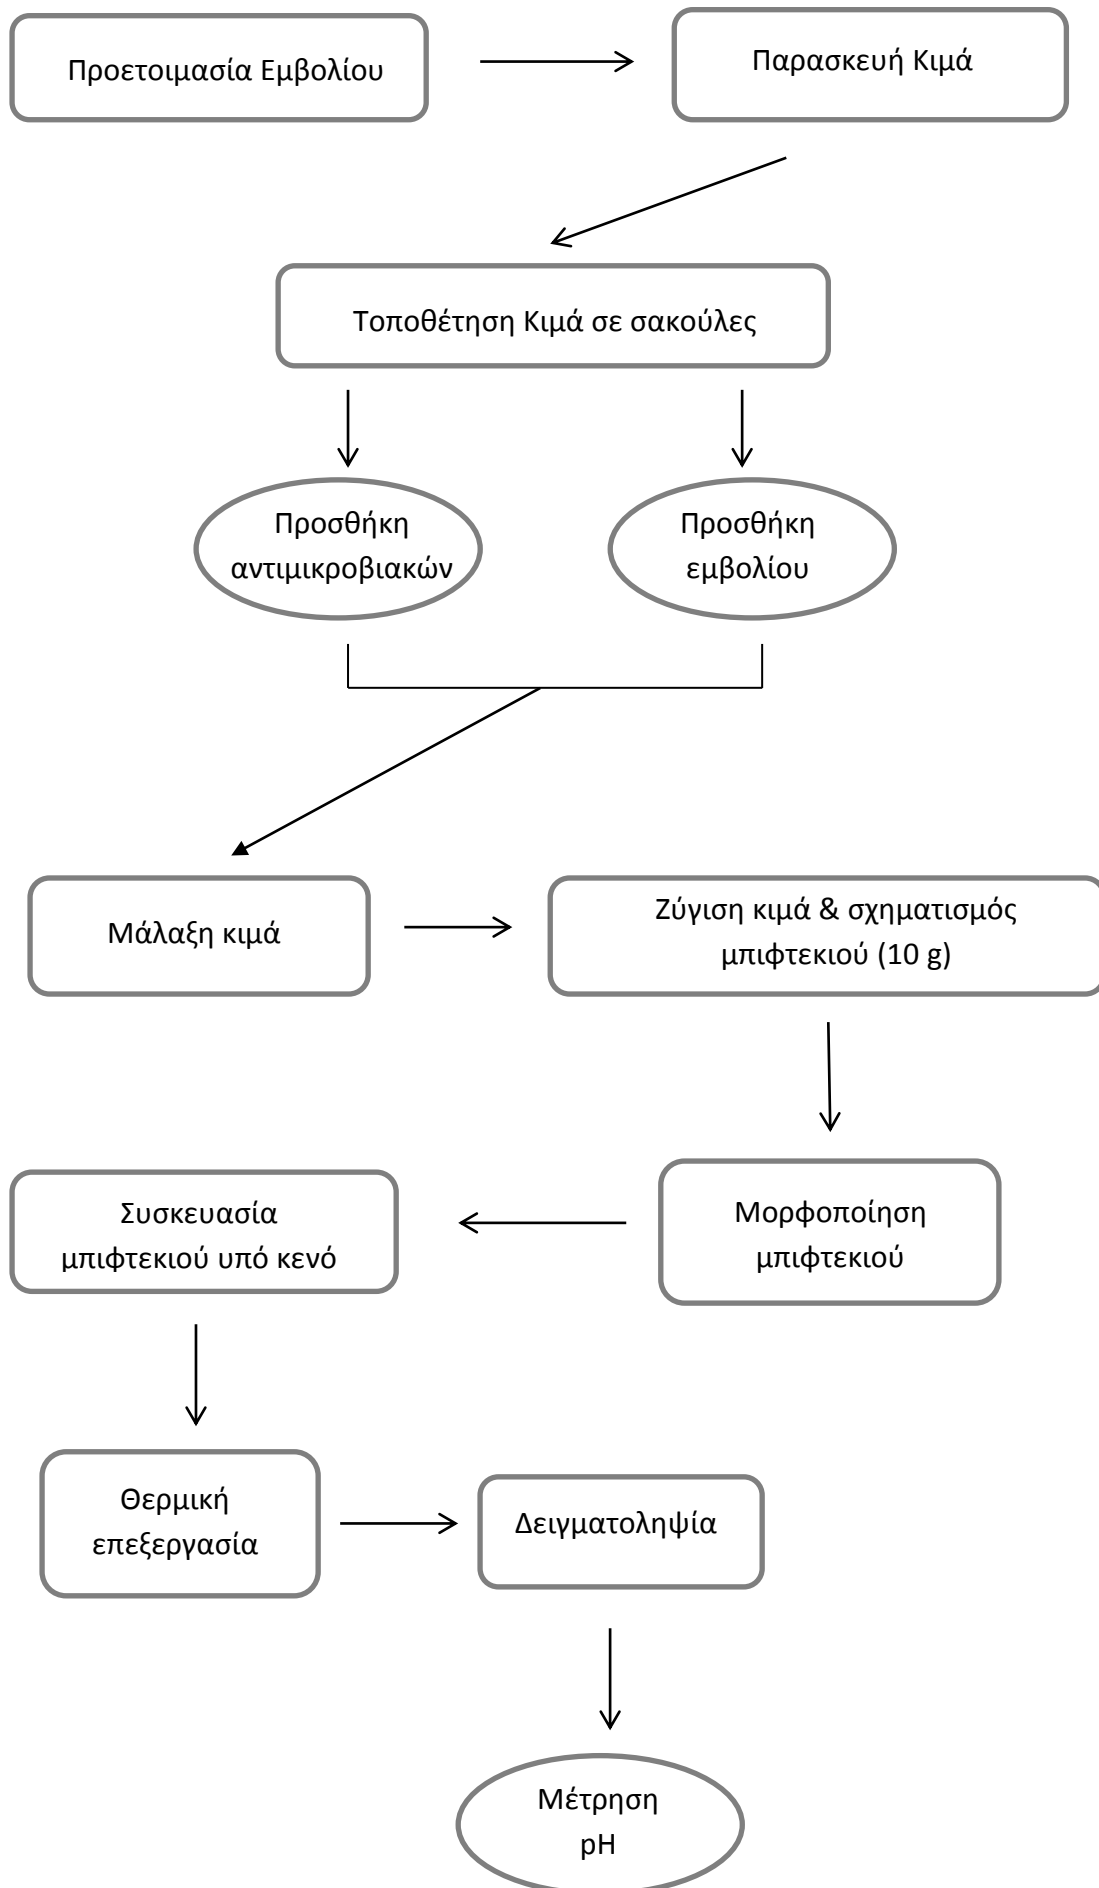 Προετοιμασία Εμβολίου
Παρασκευή Κιμά
Τοποθέτηση Κιμά σε σακούλες
Προσθήκη
αντιμικροβιακών
Προσθήκη
εμβολίου
Μάλαξη κιμά
Ζύγιση κιμά & σχηματισμός
μπιφτεκιού (10 g)
Μορφοποίηση
μπιφτεκιού
Συσκευασία
μπιφτεκιού υπό κενό
Θερμική
επεξεργασία
Δειγματοληψία
Μέτρηση
pH